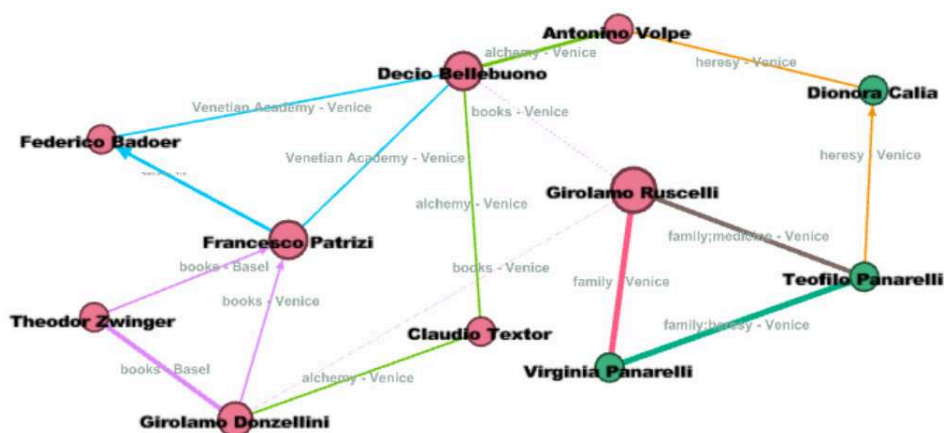 Antonino Volpe
alchemy - Venice
heresy - Venice
Decio Bellebuono
Dionora Calia
Venetian Academy - Venice
books - Venice
Federico Badoer
Venetian Academy - Venice
heresy - Venice
Girolamo Ruscelli
alchemy - Venice
Francesco Patrizi
family;medicine - Venice
books - Basel
books - Venice
family - Venice
Teofilo Panarelli
books - Venice
Theodor Zwinger
family;heresy - Venice
Claudio Textor
books - Basel
Virginia Panarelli
alchemy - Venice
Girolamo Donzellini